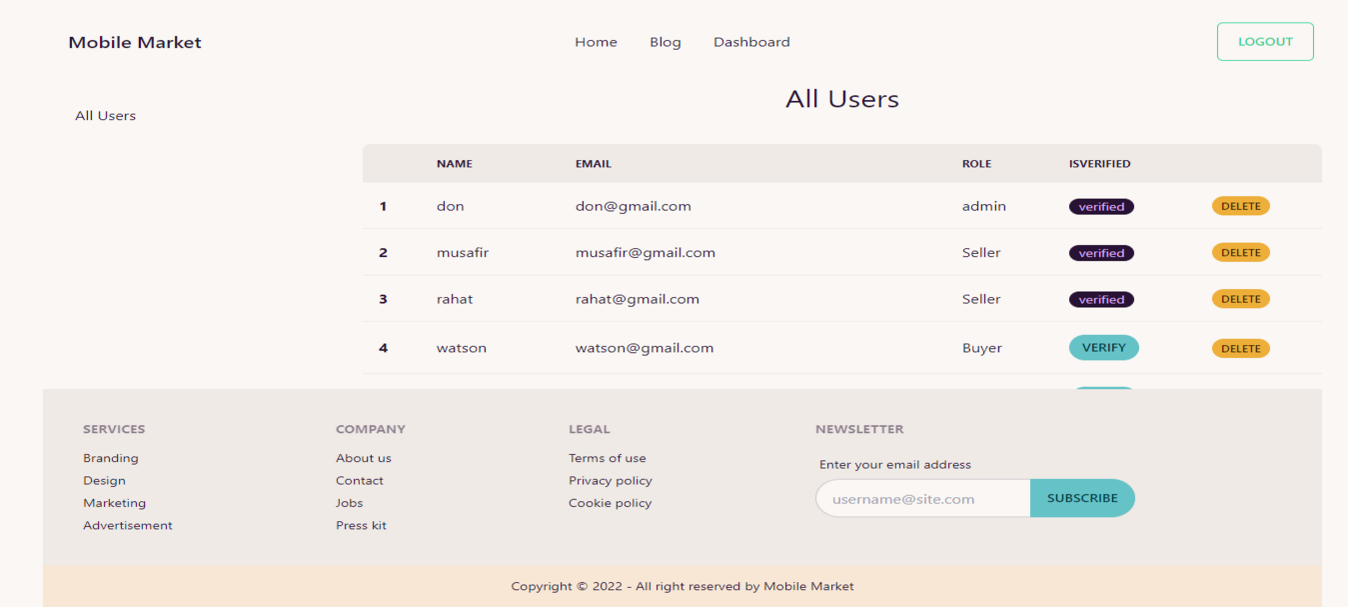 Mobile Market Home Blog Dashboard LOGOUT
All Users
All Users
NAME EMAIL ROLE ISVERIFIED
1 don don@gmail.com admin verified DELETE
2 musafir musafir@gmail.com Seller verified DELETE
3 rahat rahat@gmail.com Seller verified DELETE
4 watson watson@gmail.com Buyer VERIFY DELETE
SERVICES COMPANY LEGAL NEWSLETTER
Branding About us Terms of use Enter your email address
Design Contact Privacy policy
Marketing Jobs Cookie policy username@site.com SUBSCRIBE
Advertisement Press kit
Copyright © 2022 - All right reserved by Mobile Market